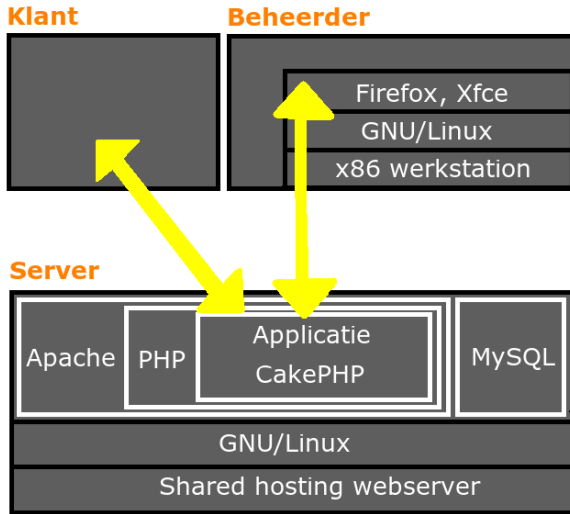 Klant
Beheerder
Firefox, Xfce
GNU/Linux
x86 werkstation
Server
Apache
PHP
Applicatie
CakePHP
MySQL
GNU/Linux
Shared hosting webserver